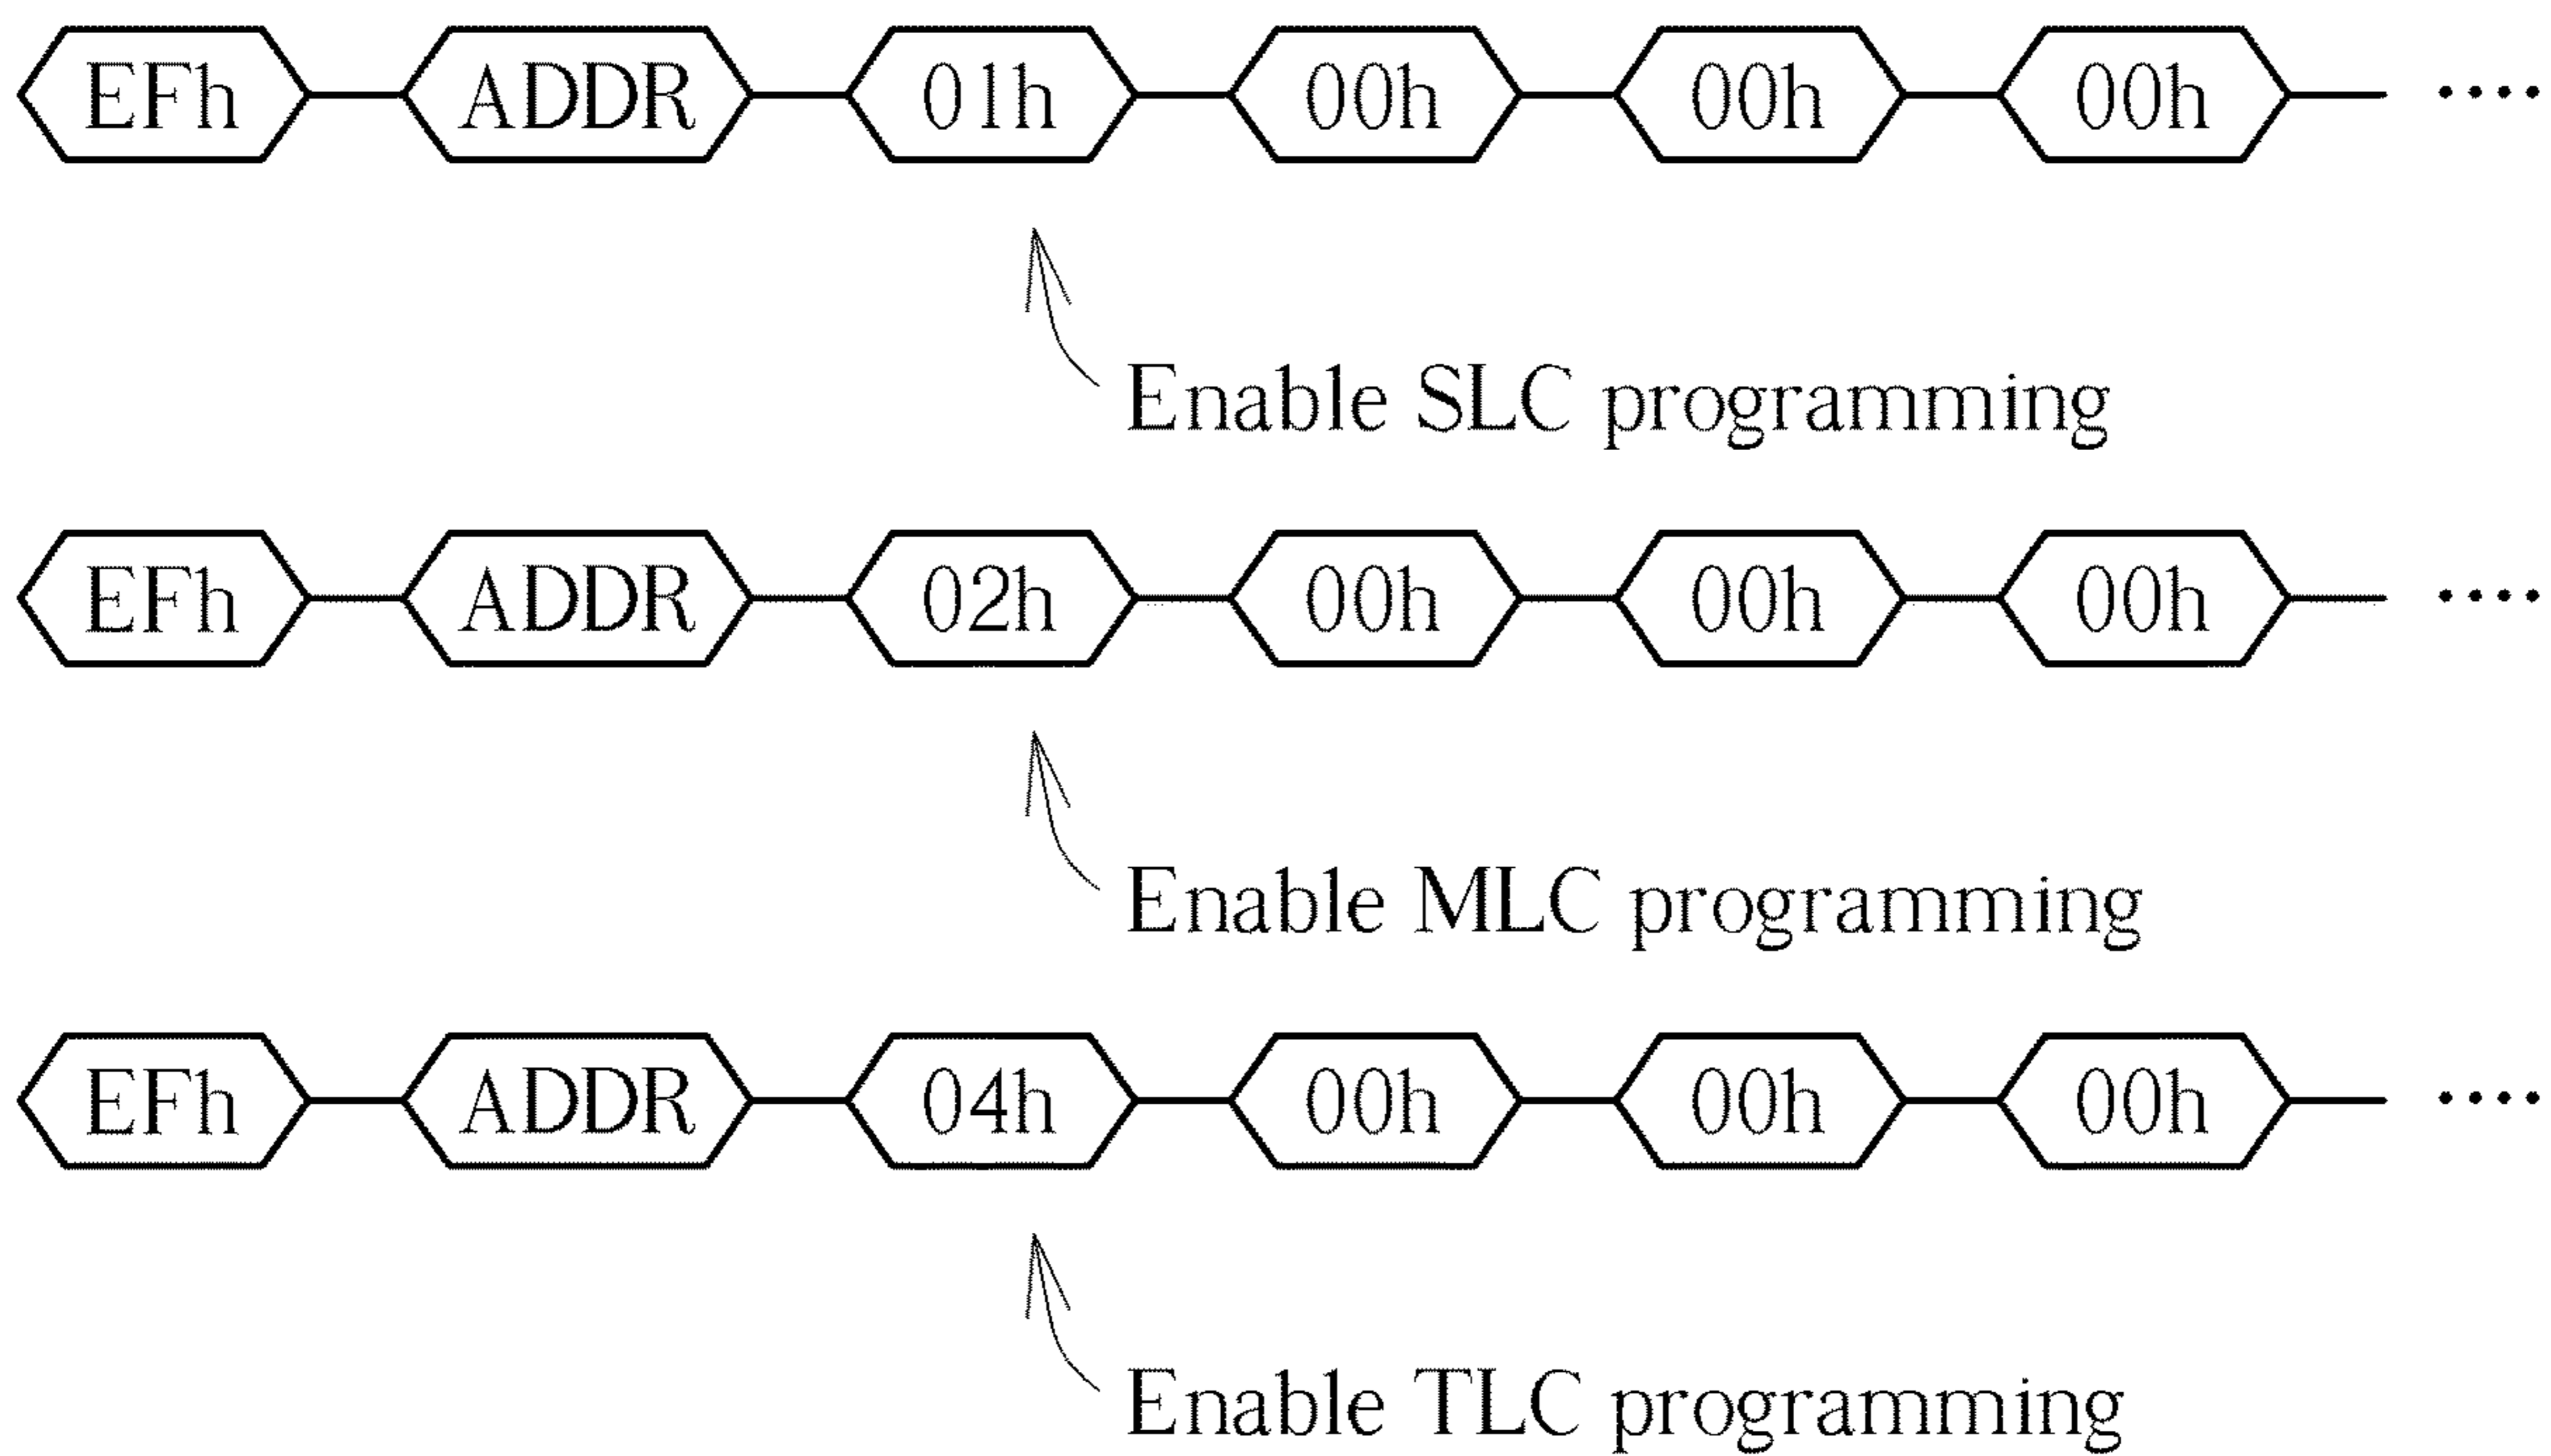 EFh ADDR 01h 00h 00h 00h ····
Enable SLC programming
EFh ADDR 02h 00h 00h 00h ····
Enable MLC programming
EFh ADDR 04h 00h 00h 00h ····
Enable TLC programming